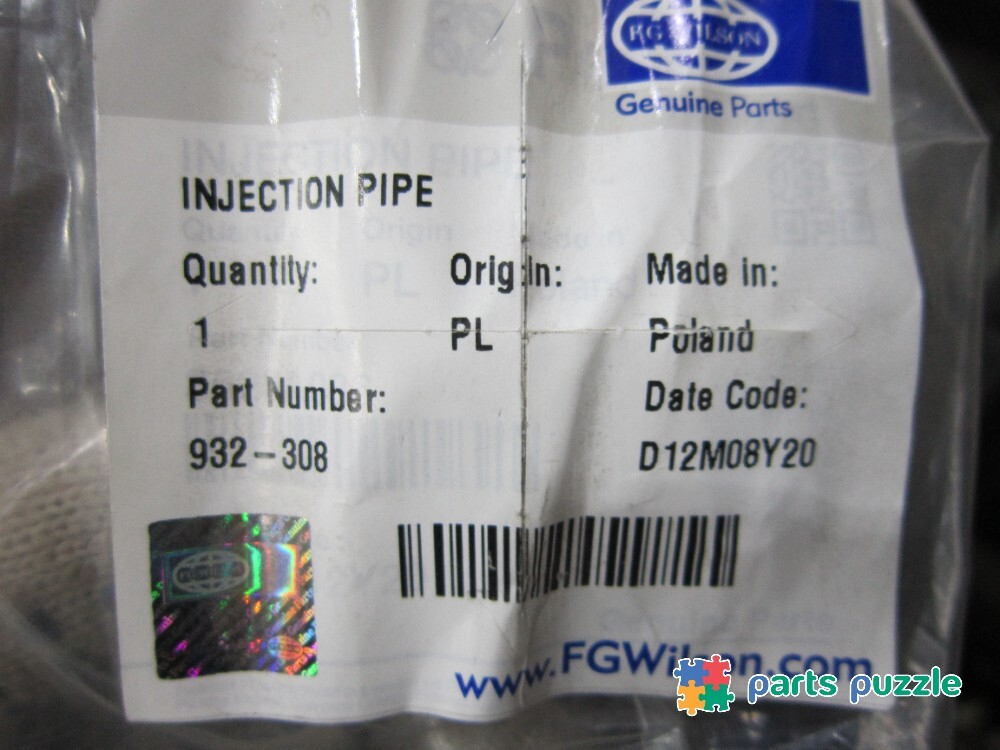 FG WILSON
Genuine Parts
INJECTION PIPE
Quantity: Origin: Made in:
1 PL Poland
Part Number: Date Code:
932-308 D12M08Y20
www.FGWilson.com
parts puzzle